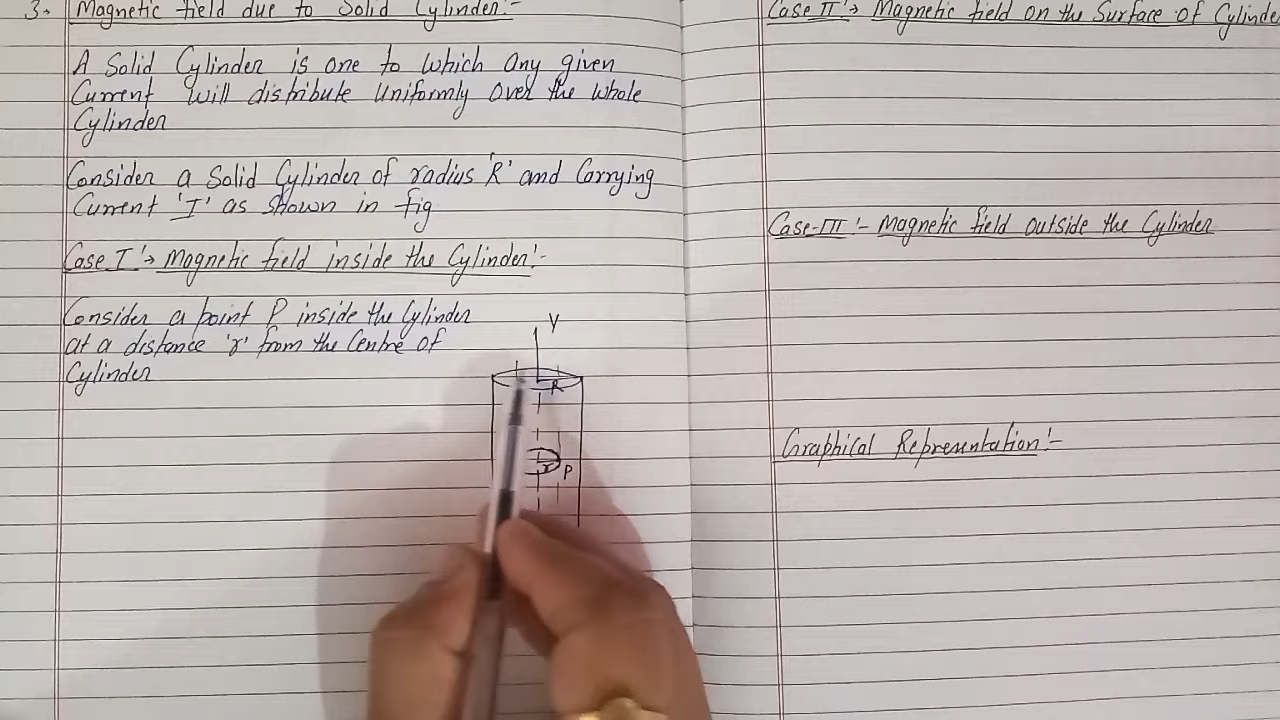 3. Magnetic field due to Solid Cylinder:-
A Solid Cylinder is one to which any given
Current will distribute Uniformly over the whole
Cylinder
Consider a Solid Cylinder of radius 'R' and Carrying
Current 'I' as shown in fig
Case I :→ Magnetic field inside the Cylinder:-
Consider a point P inside the Cylinder
at a distance 'r' from the Centre of
Cylinder
Y
R
r
P
Case II :→ Magnetic field on the Surface of Cylinde
Case-III :- Magnetic field outside the Cylinder
Graphical Representation:-